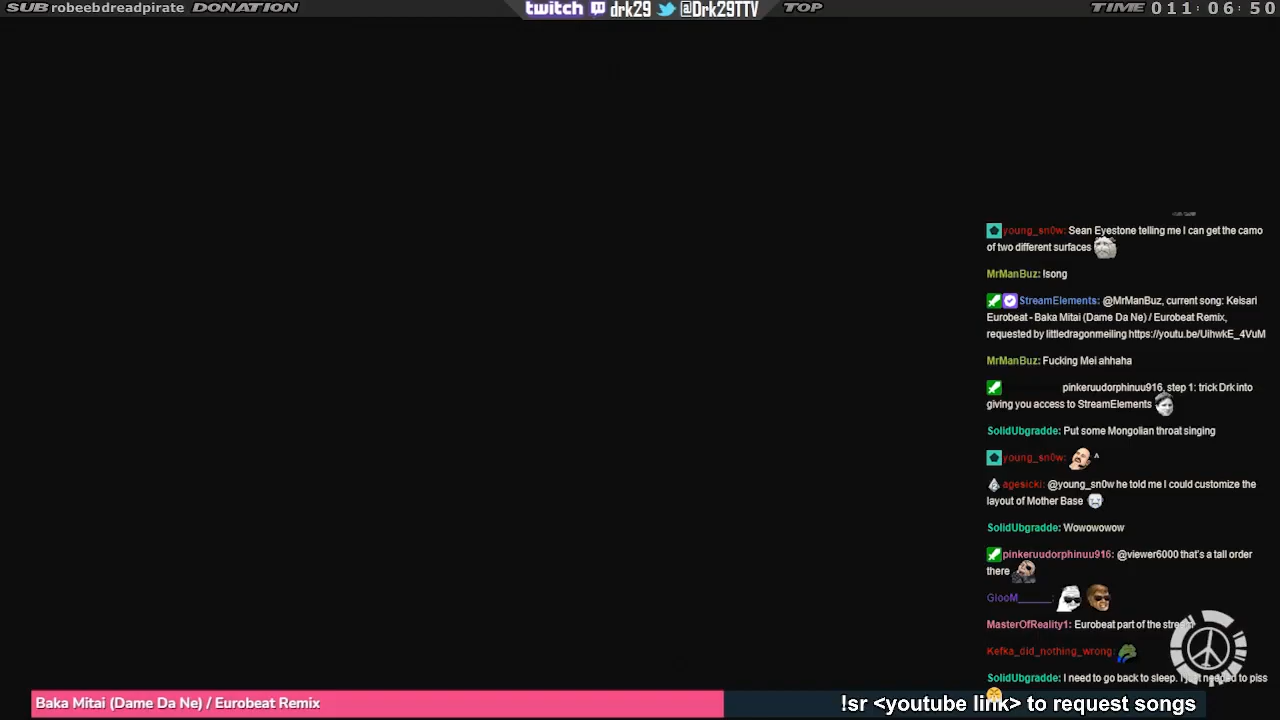 SUB robeebdreadpirate DONATION
twitch drk29 @Drk29TTV
TOP
TIME 011:06:50
young_sn0w: Sean Eyestone telling me I can get the camo
of two different surfaces
MrManBuz: !song
StreamElements: @MrManBuz, current song: Keisari
Eurobeat - Baka Mitai (Dame Da Ne) / Eurobeat Remix,
requested by littledragonmeiling https://youtu.be/UihwkE_4VuM
MrManBuz: Fucking Mei ahhaha
pinkeruudorphinuu916, step 1: trick Drk into
giving you access to StreamElements
SolidUbgradde: Put some Mongolian throat singing
young_sn0w: ^
agesicki: @young_sn0w he told me I could customize the
layout of Mother Base
SolidUbgradde: Wowowowow
pinkeruudorphinuu916: @viewer6000 that's a tall order
there
GlooM______:
MasterOfReality1: Eurobeat part of the stream
Kefka_did_nothing_wrong:
SolidUbgradde: I need to go back to sleep. I just needed to piss
Baka Mitai (Dame Da Ne) / Eurobeat Remix
!sr <youtube link> to request songs